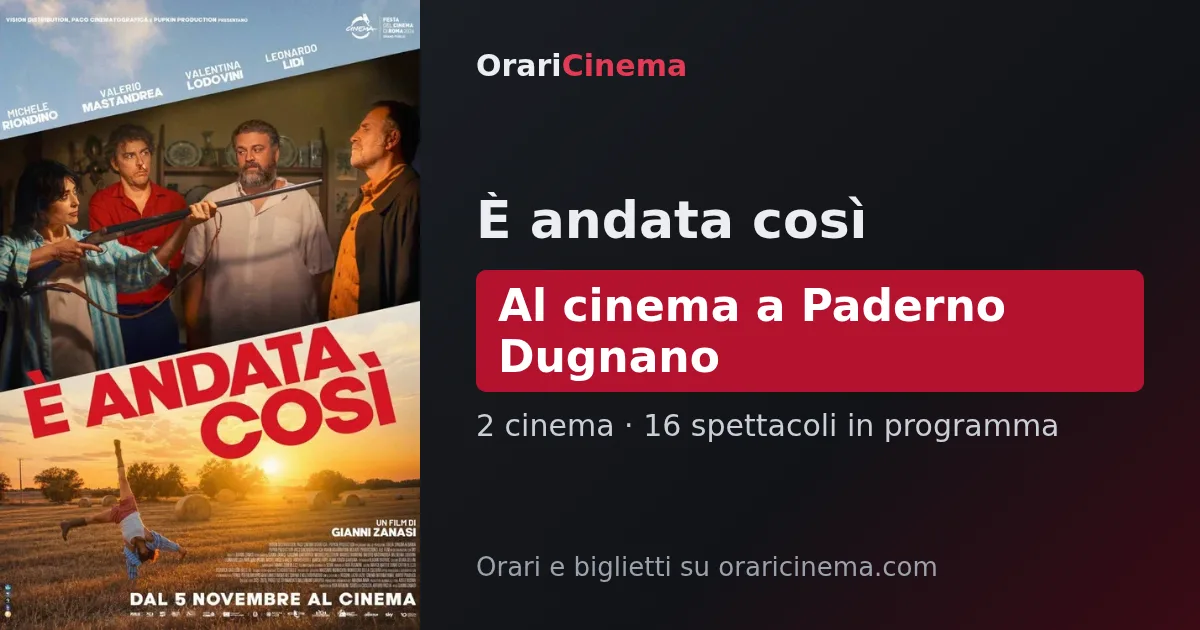 VISION DISTRIBUTION, PACO CINEMATOGRAFICA E PUPKIN PRODUCTION PRESENTANO
FESTA
DEL CINEMA
DI ROMA
MICHELE
RIONDINO
VALERIO
MASTANDREA
VALENTINA
LODOVINI
LEONARDO
LIDI
È ANDATA
COSÌ
UN FILM DI
GIANNI ZANASI
DAL 5 NOVEMBRE AL CINEMA
OrariCinema
È andata così
Al cinema a Paderno
Dugnano
2 cinema · 16 spettacoli in programma
Orari e biglietti su oraricinema.com